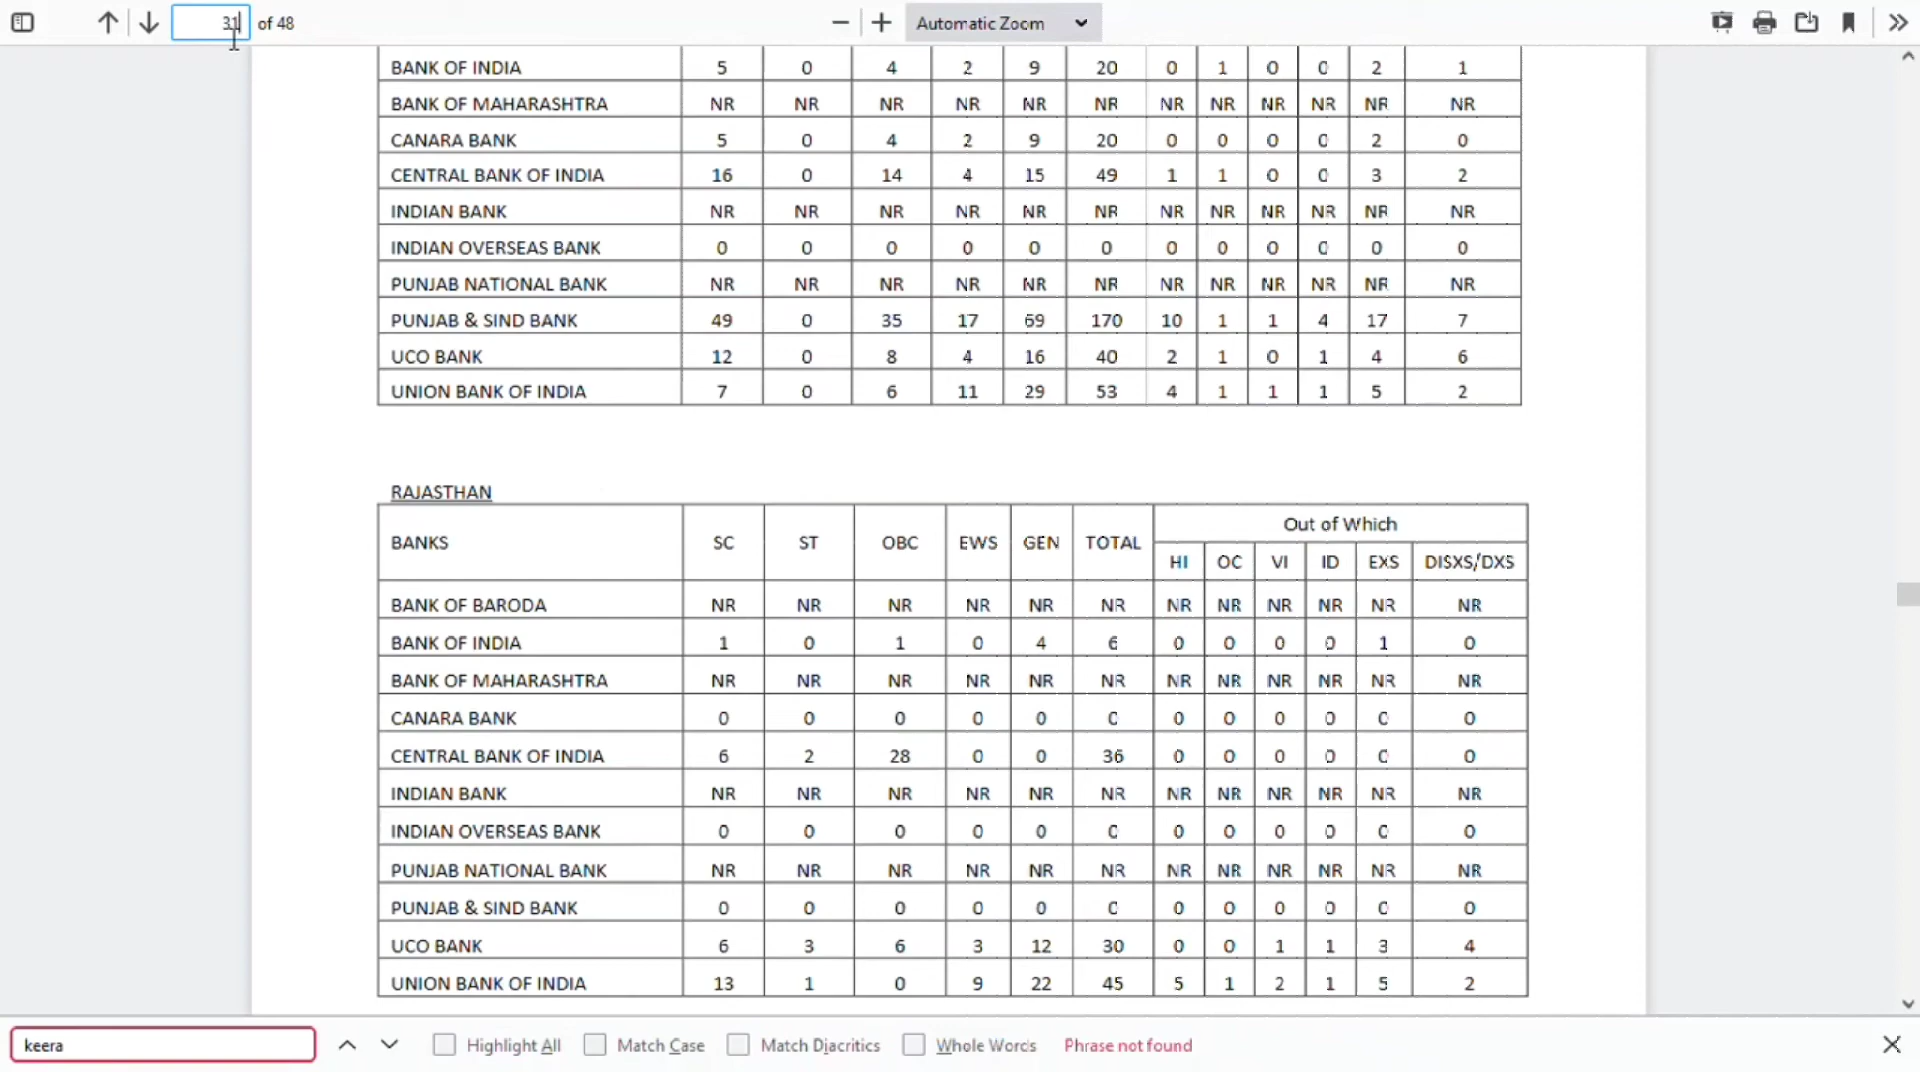 31 of 48 Automatic Zoom
BANK OF INDIA 5 0 4 2 9 20 0 1 0 0 2 1
BANK OF MAHARASHTRA NR NR NR NR NR NR NR NR NR NR NR NR
CANARA BANK 5 0 4 2 9 20 0 0 0 0 2 0
CENTRAL BANK OF INDIA 16 0 14 4 15 49 1 1 0 0 3 2
INDIAN BANK NR NR NR NR NR NR NR NR NR NR NR NR
INDIAN OVERSEAS BANK 0 0 0 0 0 0 0 0 0 0 0 0
PUNJAB NATIONAL BANK NR NR NR NR NR NR NR NR NR NR NR NR
PUNJAB & SIND BANK 49 0 35 17 69 170 10 1 1 4 17 7
UCO BANK 12 0 8 4 16 40 2 1 0 1 4 6
UNION BANK OF INDIA 7 0 6 11 29 53 4 1 1 1 5 2
RAJASTHAN
BANKS SC ST OBC EWS GEN TOTAL Out of Which
HI OC VI ID EXS DISXS/DXS
BANK OF BARODA NR NR NR NR NR NR NR NR NR NR NR NR
BANK OF INDIA 1 0 1 0 4 6 0 0 0 0 1 0
BANK OF MAHARASHTRA NR NR NR NR NR NR NR NR NR NR NR NR
CANARA BANK 0 0 0 0 0 0 0 0 0 0 0 0
CENTRAL BANK OF INDIA 6 2 28 0 0 36 0 0 0 0 0 0
INDIAN BANK NR NR NR NR NR NR NR NR NR NR NR NR
INDIAN OVERSEAS BANK 0 0 0 0 0 0 0 0 0 0 0 0
PUNJAB NATIONAL BANK NR NR NR NR NR NR NR NR NR NR NR NR
PUNJAB & SIND BANK 0 0 0 0 0 0 0 0 0 0 0 0
UCO BANK 6 3 6 3 12 30 0 0 1 1 3 4
UNION BANK OF INDIA 13 1 0 9 22 45 5 1 2 1 5 2
keera Highlight All Match Case Match Diacritics Whole Words Phrase not found